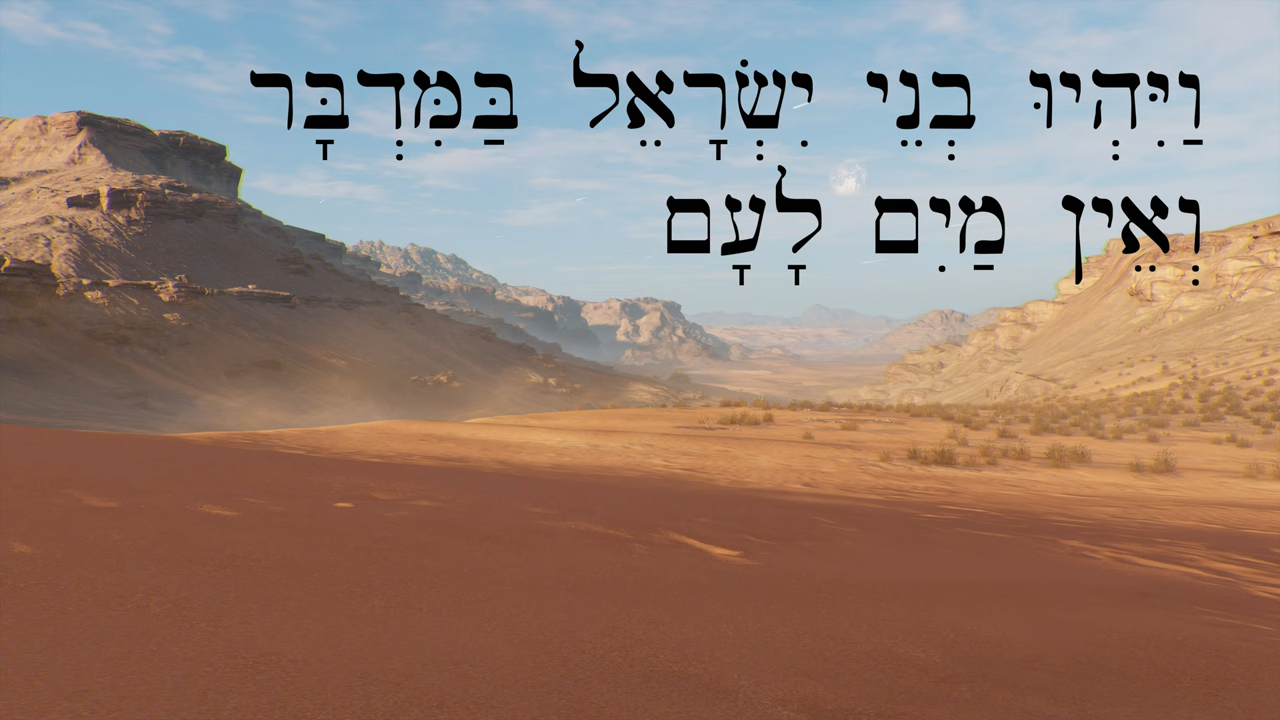 וַיִּהְיוּ בְּנֵי יִשְׂרָאֵל בַּמִּדְבָּר
וְאֵין מַיִם לָעָם